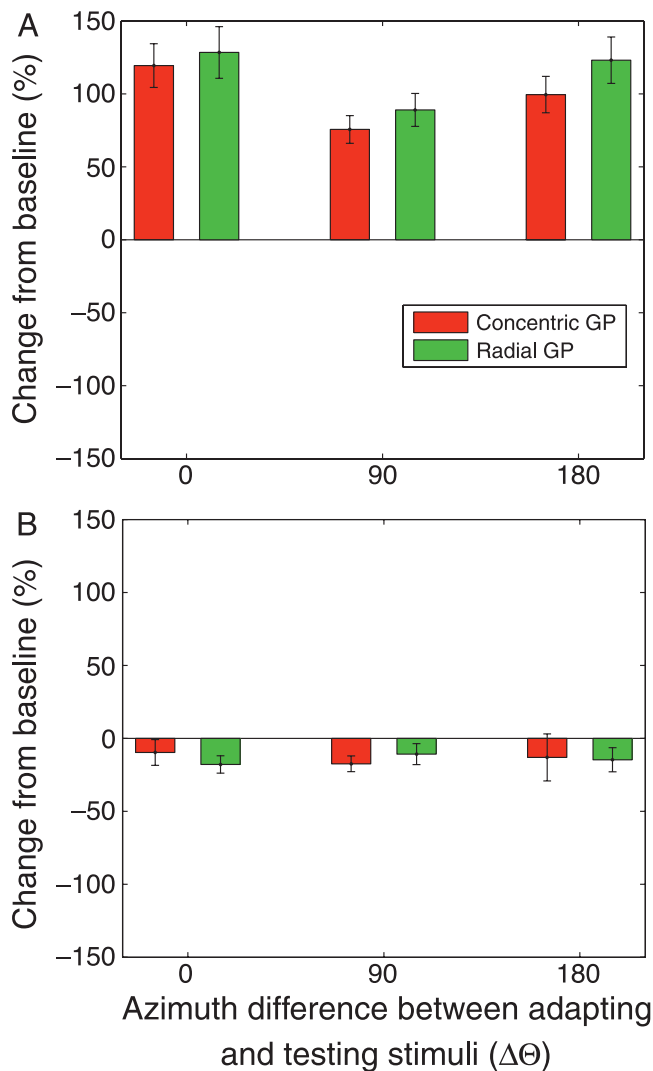 A
Change from baseline (%)
150
100
50
0
−50
−100
−150
Concentric GP
Radial GP
0 90 180
B
Change from baseline (%)
150
100
50
0
−50
−100
−150
0 90 180
Azimuth difference between adapting
and testing stimuli (ΔΘ)